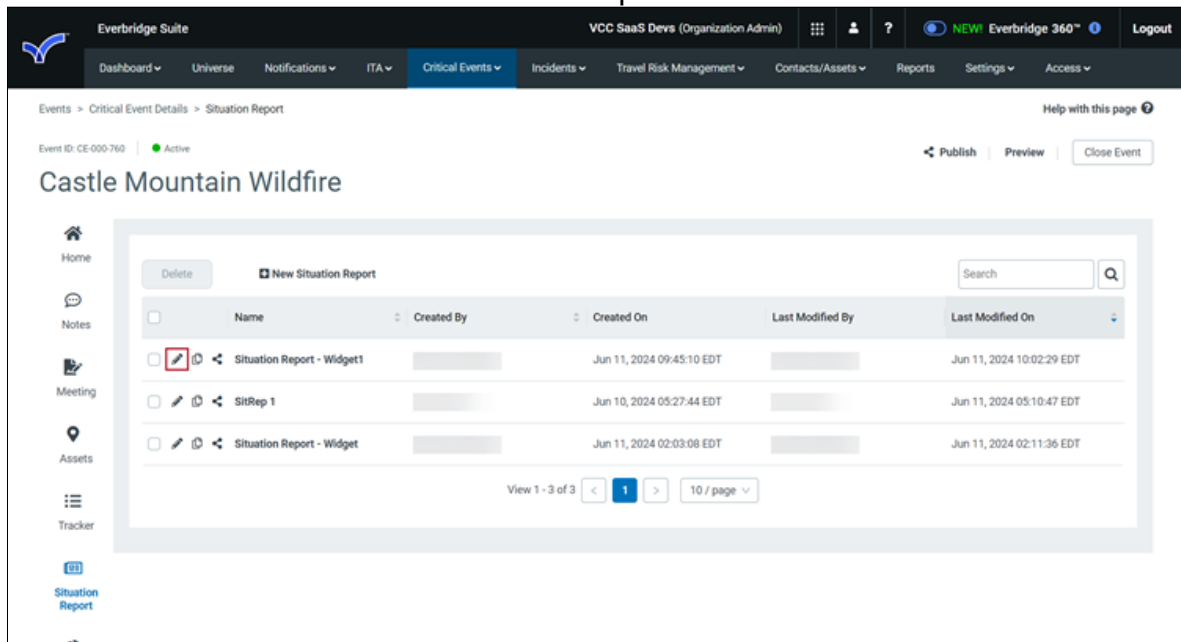 Everbridge Suite
VCC SaaS Devs (Organization Admin)
?
NEW! Everbridge 360™
Logout
Dashboard
Universe
Notifications
ITA
Critical Events
Incidents
Travel Risk Management
Contacts/Assets
Reports
Settings
Access
Events > Critical Event Details > Situation Report
Help with this page
Event ID: CE-000-760
Active
Publish
Preview
Close Event
Castle Mountain Wildfire
Home
Notes
Meeting
Assets
Tracker
Situation
Report
Delete
New Situation Report
Search
Name
Created By
Created On
Last Modified By
Last Modified On
Situation Report - Widget1
Jun 11, 2024 09:45:10 EDT
Jun 11, 2024 10:02:29 EDT
SitRep 1
Jun 10, 2024 05:27:44 EDT
Jun 11, 2024 05:10:47 EDT
Situation Report - Widget
Jun 11, 2024 02:03:08 EDT
Jun 11, 2024 02:11:36 EDT
View 1 - 3 of 3
<
1
>
10 / page